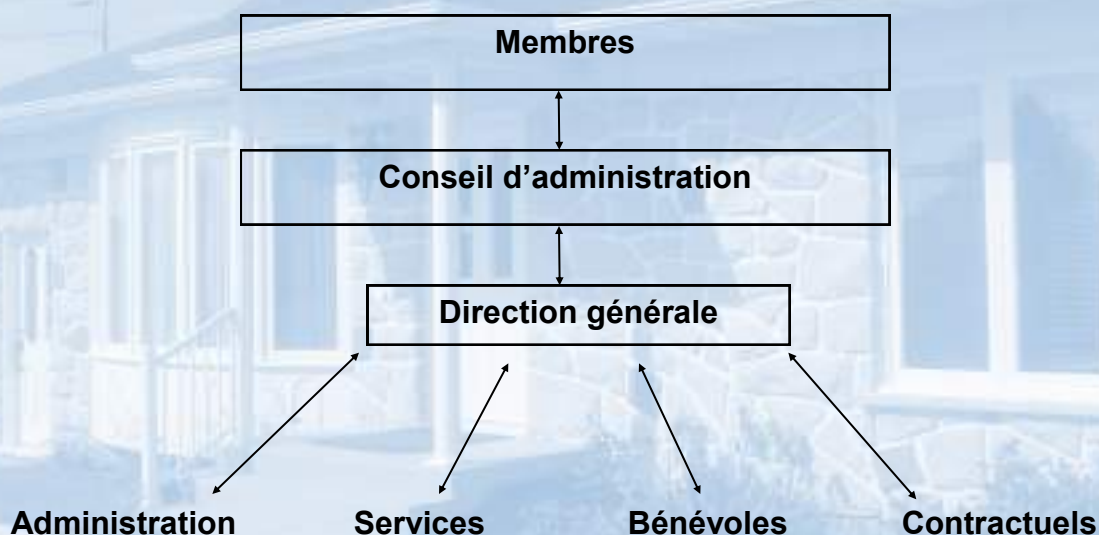 Membres
Conseil d’administration
Direction générale
Administration Services Bénévoles Contractuels